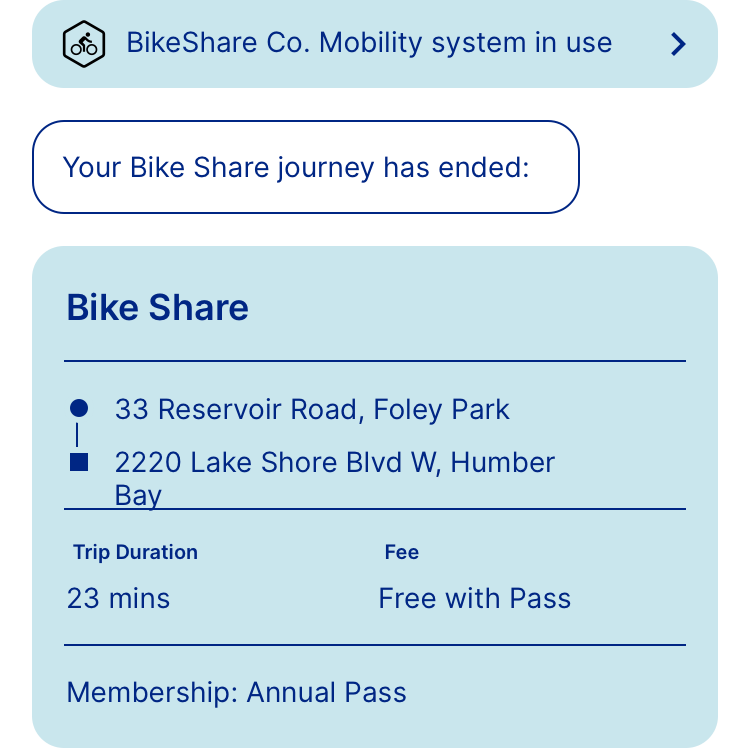 BikeShare Co. Mobility system in use
Your Bike Share journey has ended:
Bike Share
33 Reservoir Road, Foley Park
2220 Lake Shore Blvd W, Humber
Bay
Trip Duration
Fee
23 mins
Free with Pass
Membership: Annual Pass